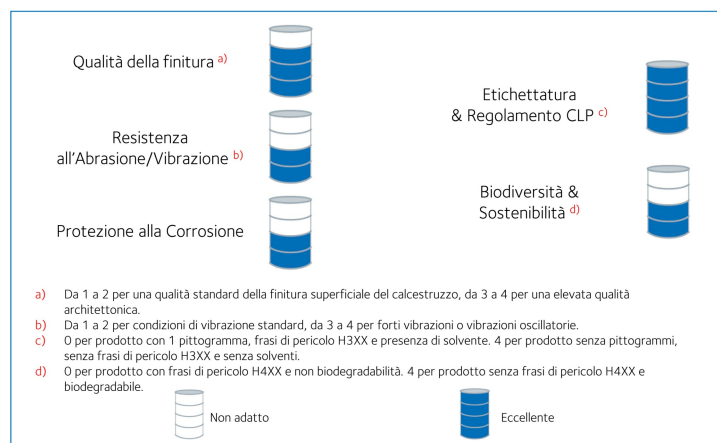 Qualità della finitura a)
Resistenza
all'Abrasione/Vibrazione b)
Protezione alla Corrosione
Etichettatura
& Regolamento CLP c)
Biodiversità &
Sostenibilità d)
a) Da 1 a 2 per una qualità standard della finitura superficiale del calcestruzzo, da 3 a 4 per una elevata qualità
architettonica.
b) Da 1 a 2 per condizioni di vibrazione standard, da 3 a 4 per forti vibrazioni o vibrazioni oscillatorie.
c) 0 per prodotto con 1 pittogramma, frasi di pericolo H3XX e presenza di solvente. 4 per prodotto senza pittogrammi,
senza frasi di pericolo H3XX e senza solventi.
d) 0 per prodotto con frasi di pericolo H4XX e non biodegradabilità. 4 per prodotto senza frasi di pericolo H4XX e
biodegradabile.
Non adatto
Eccellente